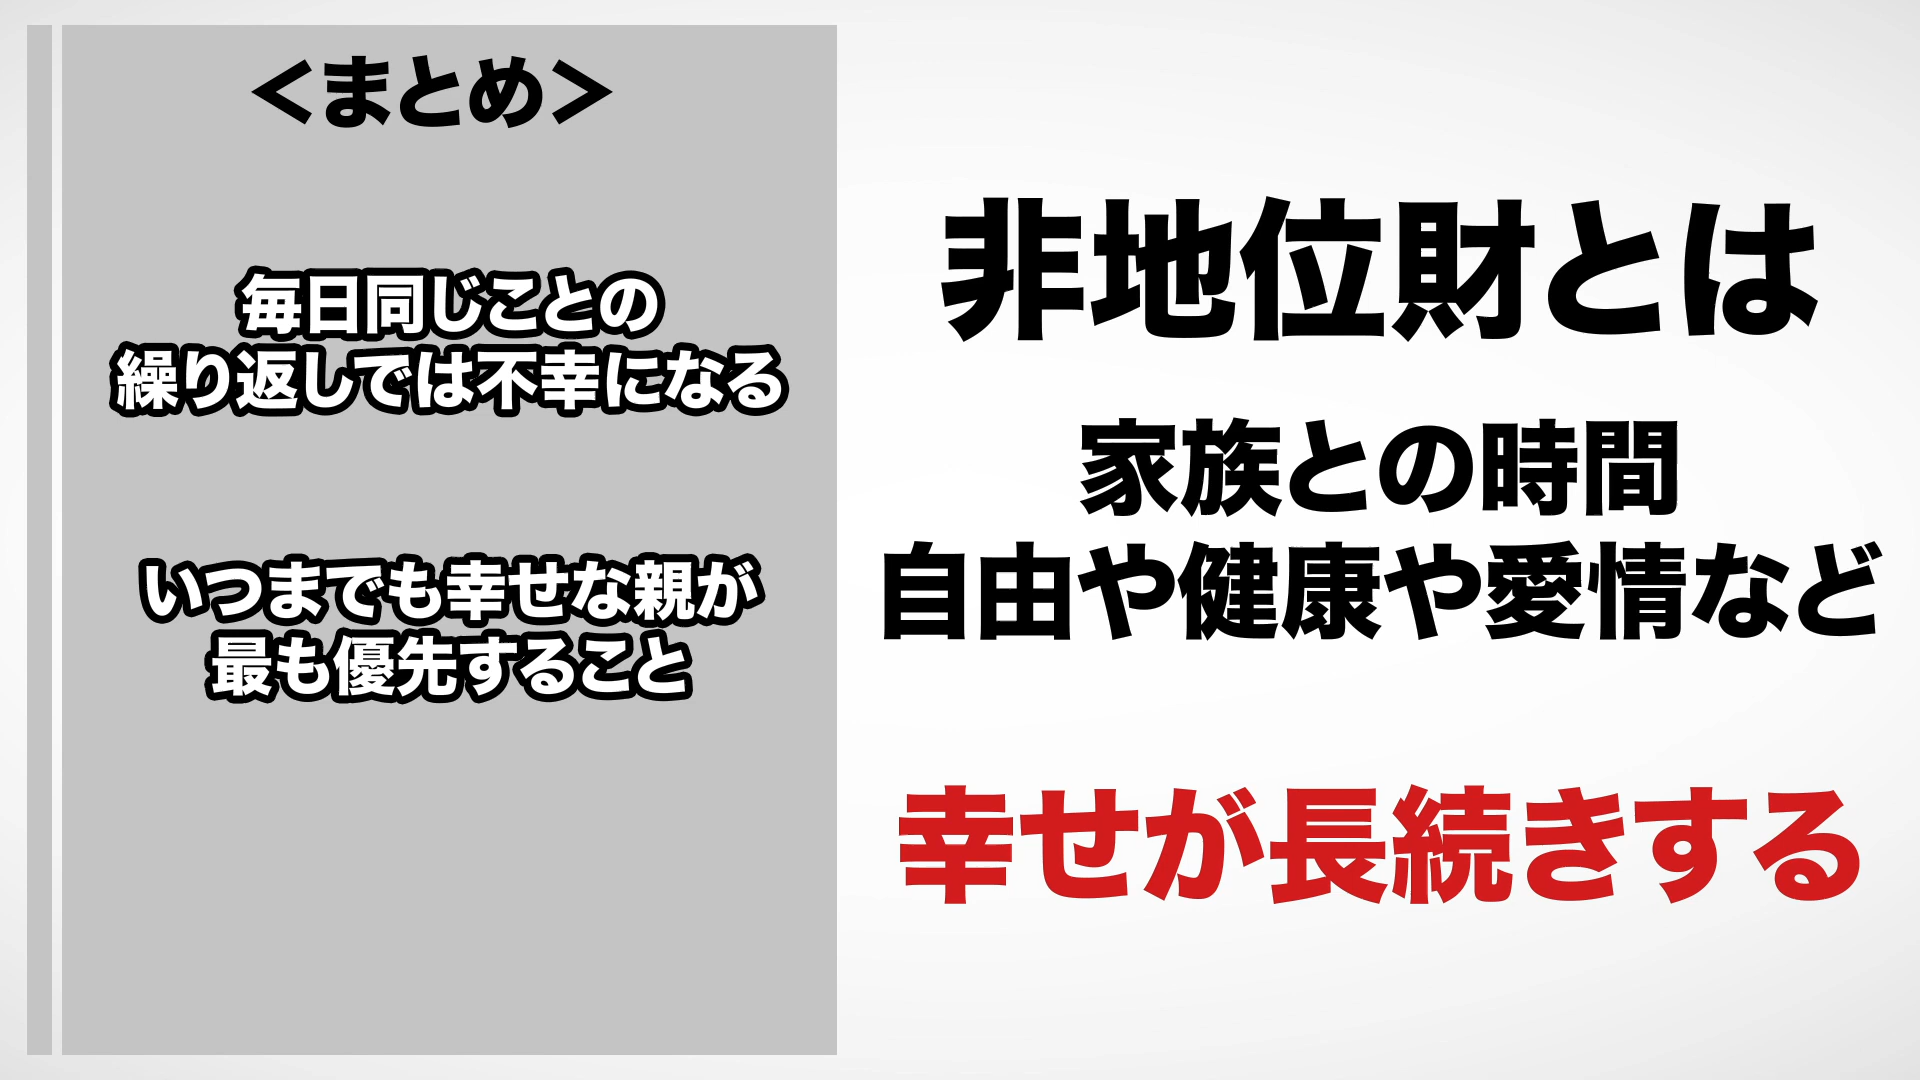 ＜まとめ＞
毎日同じことの
繰り返しでは不幸になる
いつまでも幸せな親が
最も優先すること
非地位財とは
家族との時間
自由や健康や愛情など
幸せが長続きする